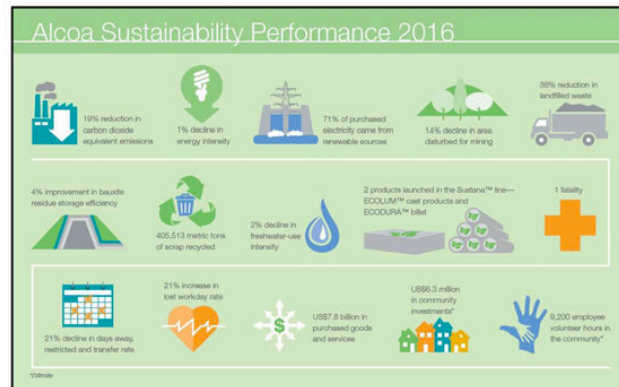 Alcoa Sustainability Performance 2016
19% reduction in
carbon dioxide
equivalent emissions
1% decline in
energy intensity
71% of purchased
electricity came from
renewable sources
14% decline in area
disturbed for mining
38% reduction in
landfilled waste
4% improvement in bauxite
residue storage efficiency
405,513 metric tons
of scrap recycled
2% decline in
freshwater-use
intensity
2 products launched in the Sustana™ line—
ECOLUM™ cast products and
ECODURA™ billet
1 fatality
21% decline in days away,
restricted and transfer rate
21% increase in
lost workday rate
$
US$7.8 billion in
purchased goods
and services
US$6.3 million
in community
investments*
9,200 employee
volunteer hours in
the community*
*Estimate